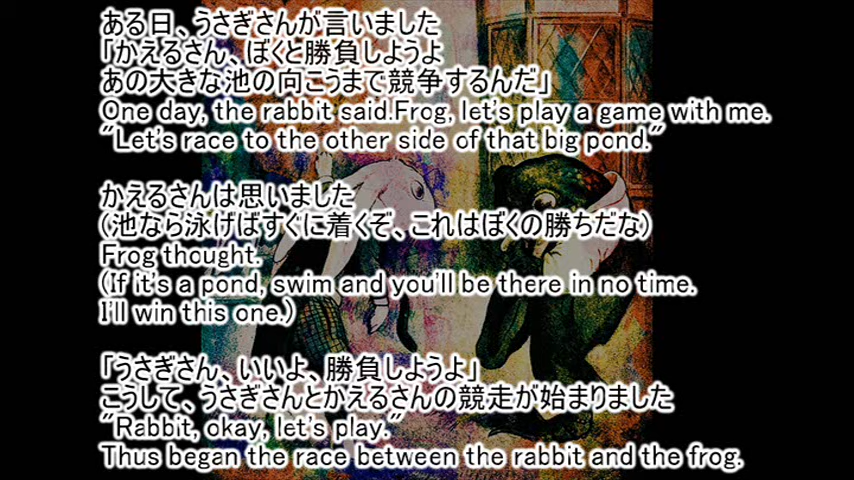 ある日、うさぎさんが言いました
「かえるさん、ぼくと勝負しようよ
あの大きな池の向こうまで競争するんだ」
One day, the rabbit said.Frog, let's play a game with me.
"Let's race to the other side of that big pond."
かえるさんは思いました
(池なら泳げばすぐに着くぞ、これはぼくの勝ちだな)
Frog thought.
(If it's a pond, swim and you'll be there in no time.
I'll win this one.)
「うさぎさん、いいよ、勝負しようよ」
こうして、うさぎさんとかえるさんの競走が始まりました
"Rabbit, okay, let's play."
Thus began the race between the rabbit and the frog.